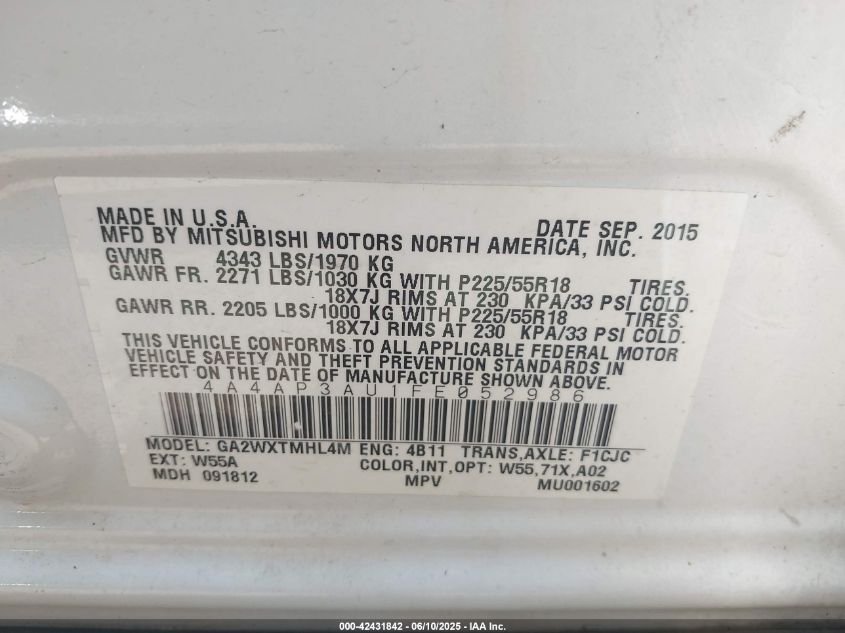 MADE IN U.S.A. DATE SEP. 2015
MFD BY MITSUBISHI MOTORS NORTH AMERICA, INC.
GVWR 4343 LBS/1970 KG
GAWR FR. 2271 LBS/1030 KG WITH P225/55R18 TIRES.
18X7J RIMS AT 230 KPA/33 PSI COLD.
GAWR RR. 2205 LBS/1000 KG WITH P225/55R18 TIRES.
18X7J RIMS AT 230 KPA/33 PSI COLD.
THIS VEHICLE CONFORMS TO ALL APPLICABLE FEDERAL MOTOR
VEHICLE SAFETY AND THEFT PREVENTION STANDARDS IN
EFFECT ON THE DATE OF MANUFACTURE SHOWN ABOVE.
4A4AP3AU1FE052986
MODEL: GA2WXTMHL4M ENG: 4B11 TRANS,AXLE: F1CJC
EXT: W55A COLOR,INT,OPT: W55,71X,A02
MDH 091812 MPV MU001602
000-42431842 - 06/10/2025 - IAA Inc.